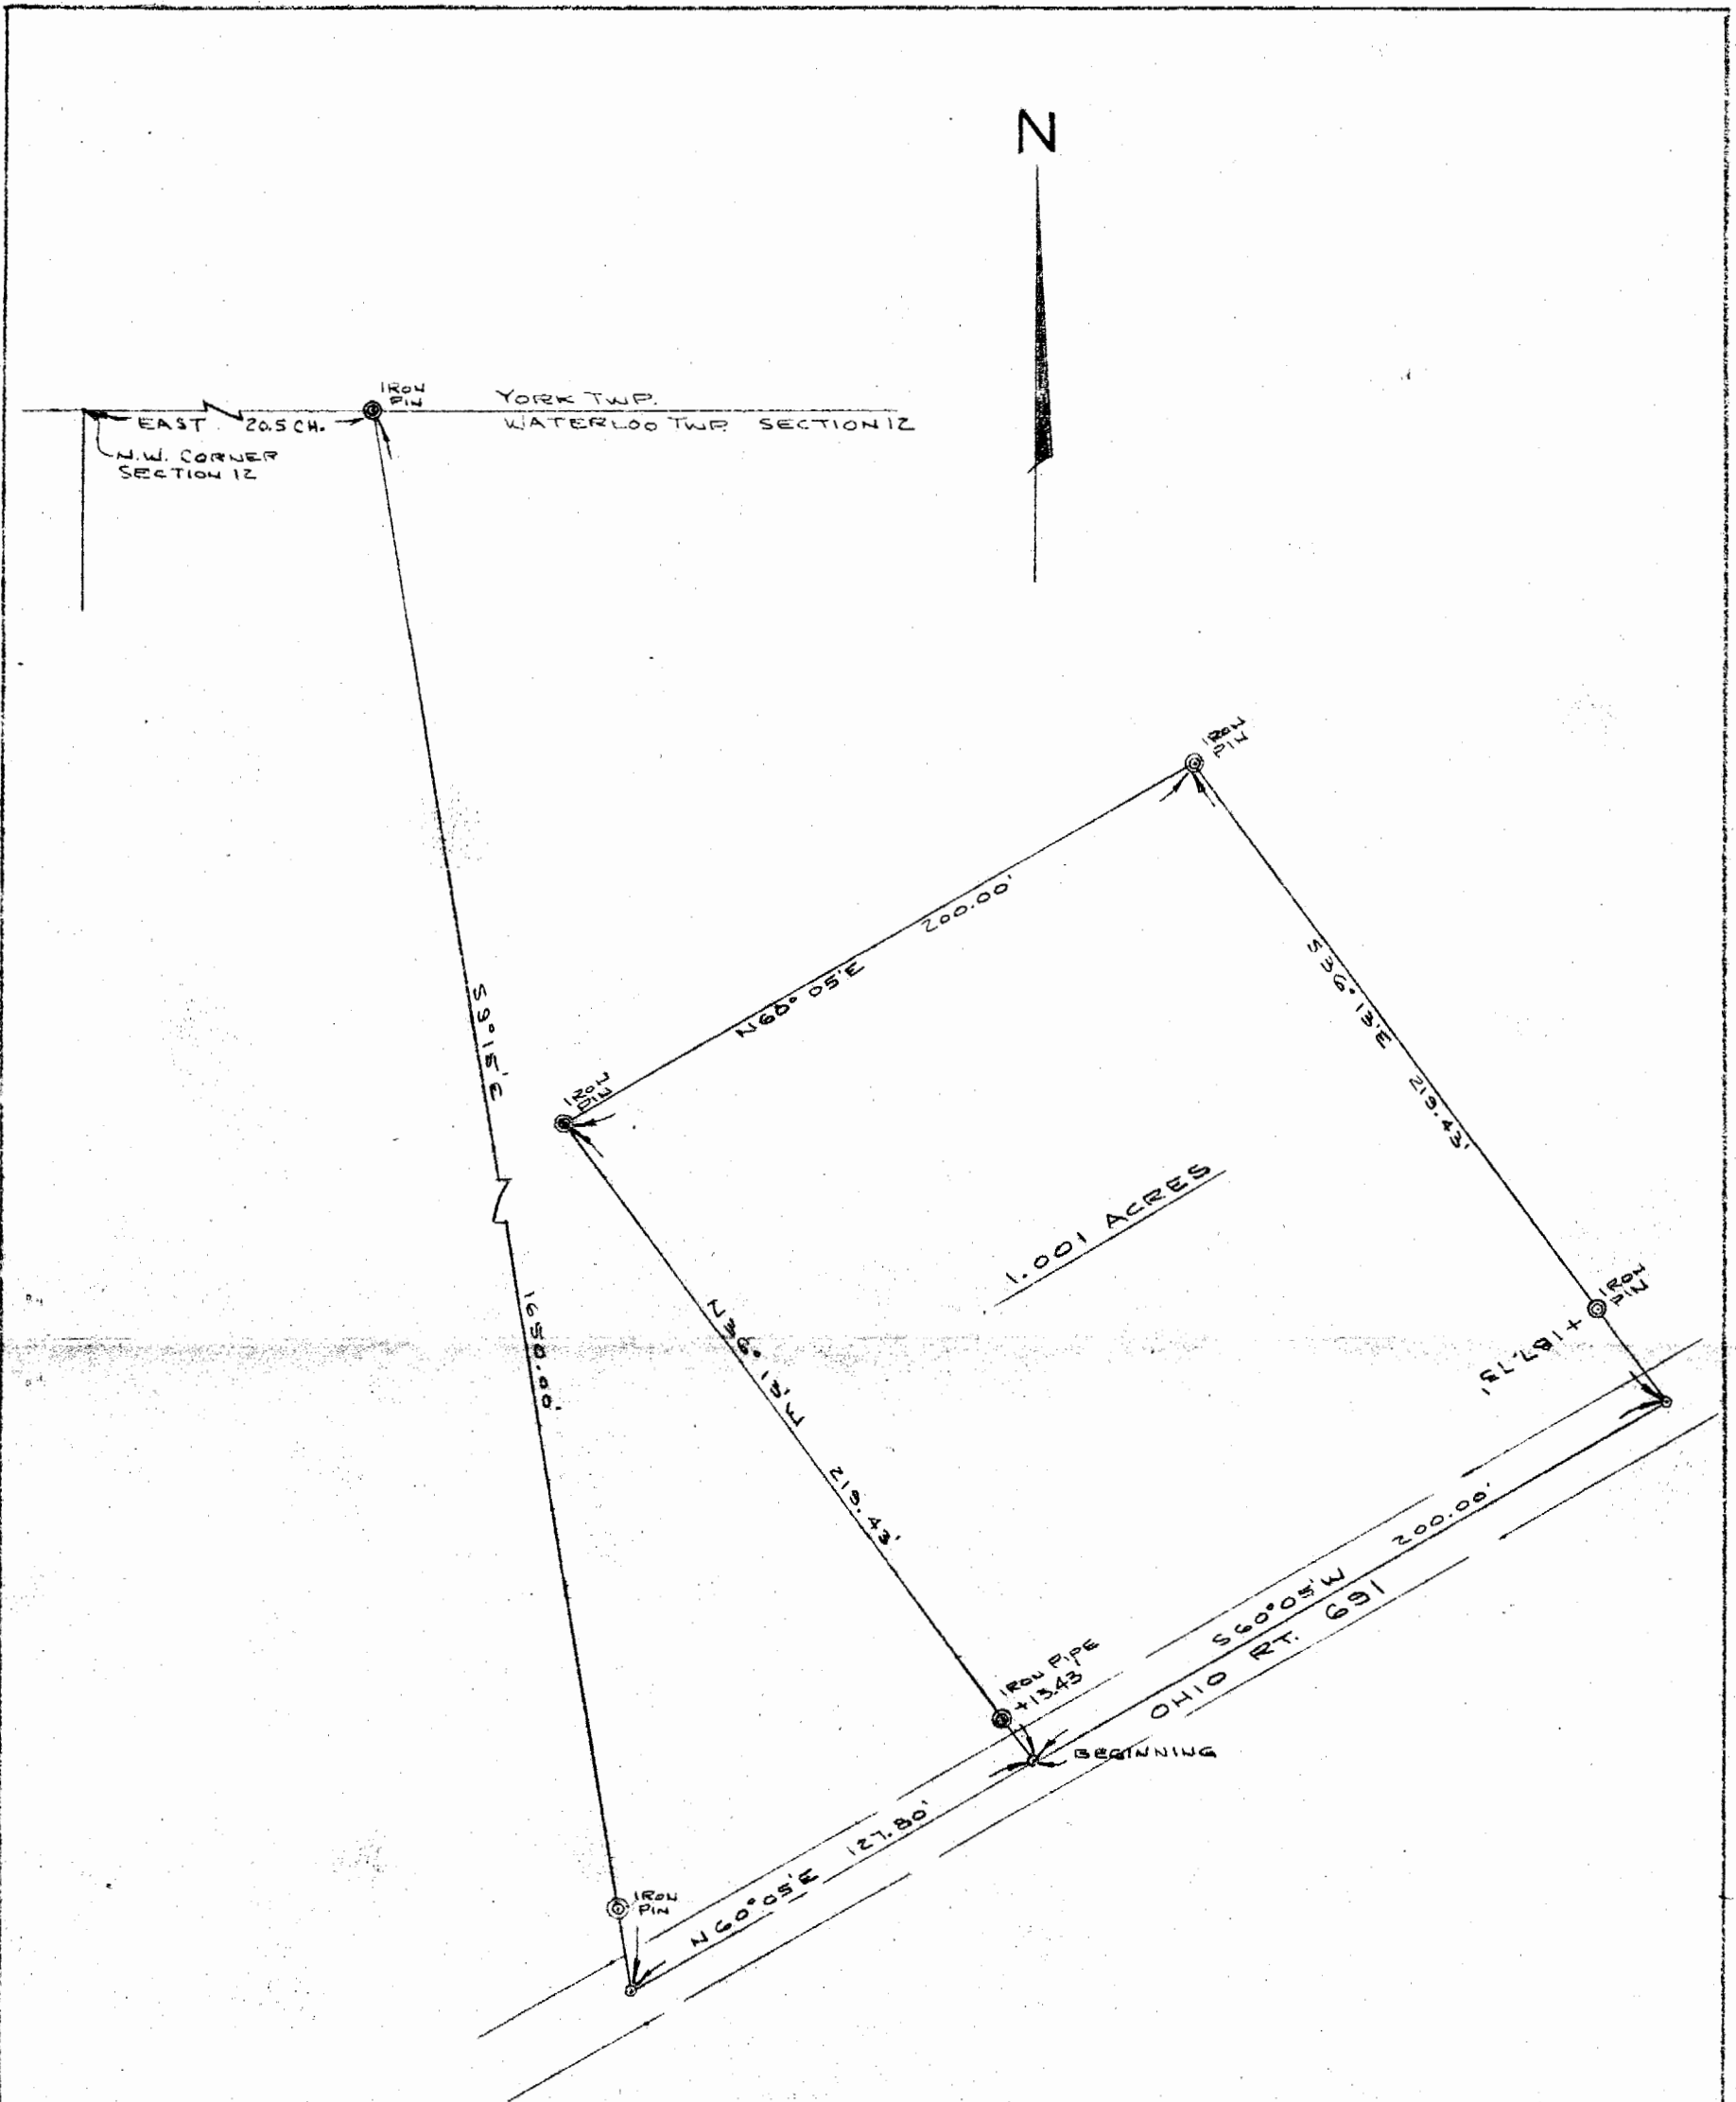 N
IRON
PIN
YORK TWP.
EAST 20.5 CH.
WATERLOO TWP. SECTION 12
N.W. CORNER
SECTION 12
IRON
PIN
200.00'
N60° 05'E
S 36° 13'E
219.43'
S9°15'E
IRON
PIN
1.001 ACRES
IRON
PIN
+ 187.73'
1650.00'
N36° 13'W
219.43'
200.00'
S60°05'W
OHIO RT. 691
IRON PIPE
+13.43
BEGINNING
127.80'
N60°05'E
IRON
PIN